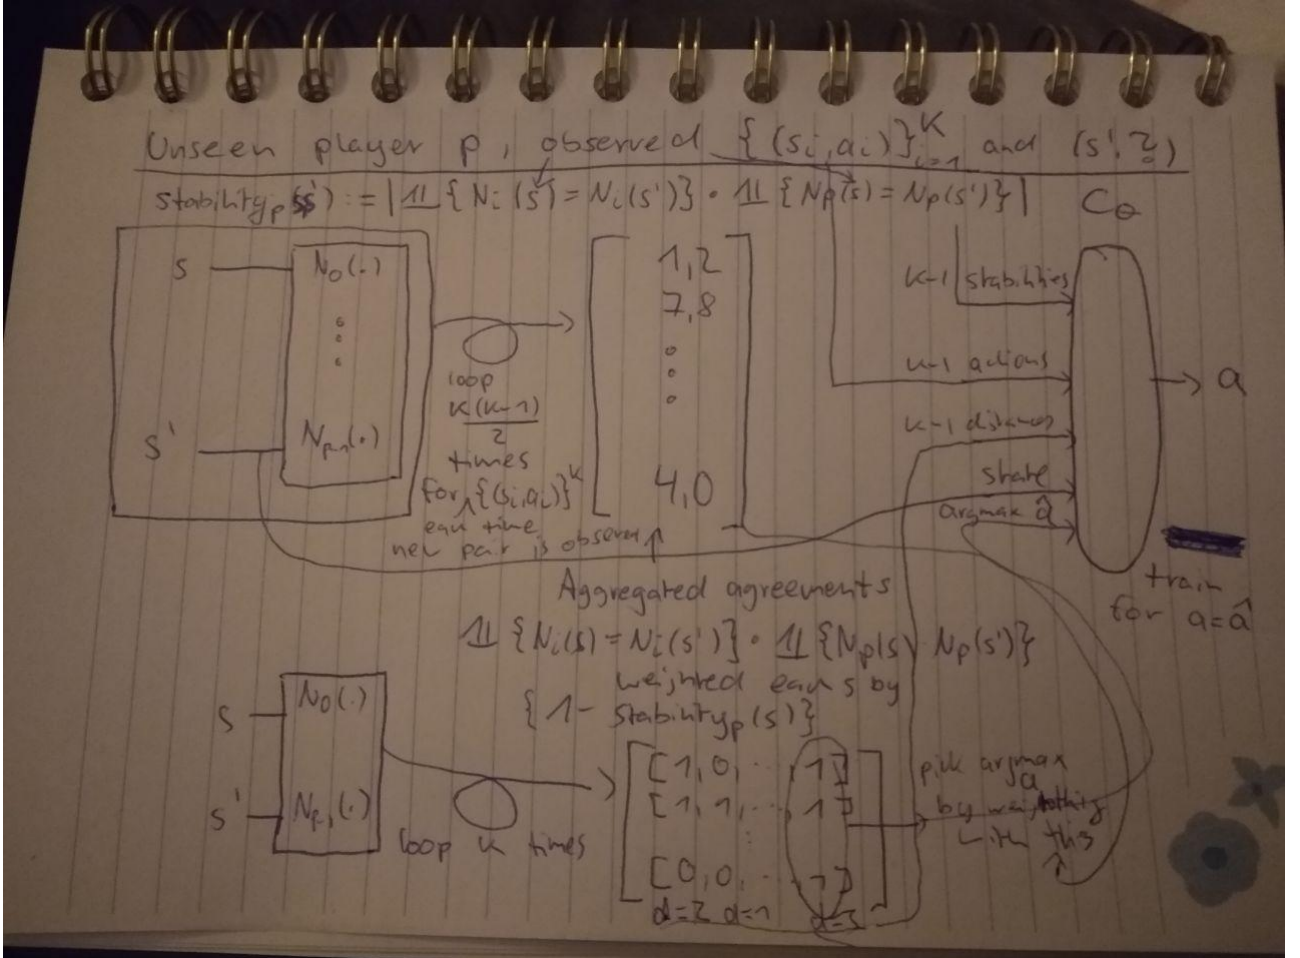 Unseen player p, observed {(si,ai)}^K_i=1 and (s',?)
stability_p(s') := |𝟙{Ni(s)=Ni(s')} · 𝟙{Np(s)=Np(s')}|
Cθ
s
N0(.)
s'
Np-1(.)
loop
K(K-1)
2
times
for {(si,ai)}^K
each time
new pair is observed
1,2
7,8
4,0
K-1 stabilities
K-1 actions
K-1 distances
state
argmax â
a
train
for a=â
Aggregated agreements
𝟙{Ni(s)=Ni(s')} · 𝟙{Np(s) Np(s')}
weighted each s by
{1- stability_p(s)}
s
N0(.)
s'
Np-1(.)
loop K times
[1,0,...,1]
[1,1,...,1]
[0,0,...
d=2 d=1 d=3
pick argmax
a
by weighting
with this